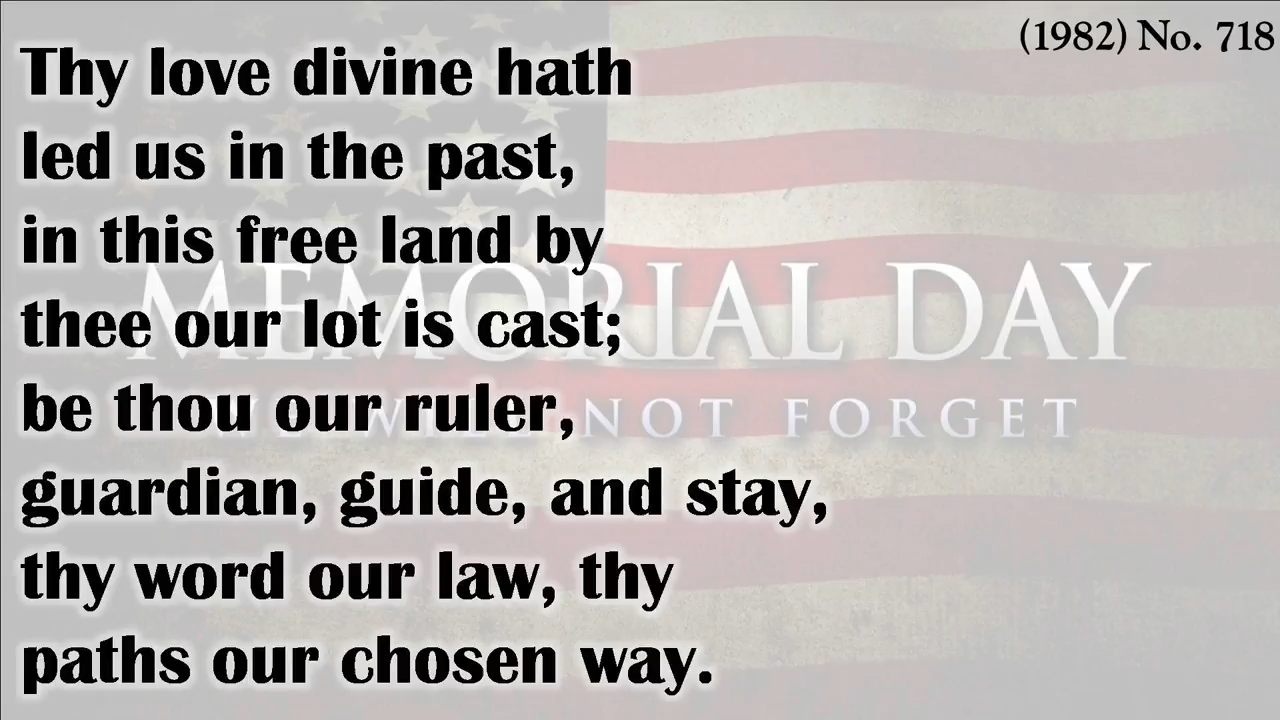 (1982) No. 718
Thy love divine hath
led us in the past,
in this free land by
thee our lot is cast;
be thou our ruler,
guardian, guide, and stay,
thy word our law, thy
paths our chosen way.
MEMORIAL DAY
WE WILL NOT FORGET